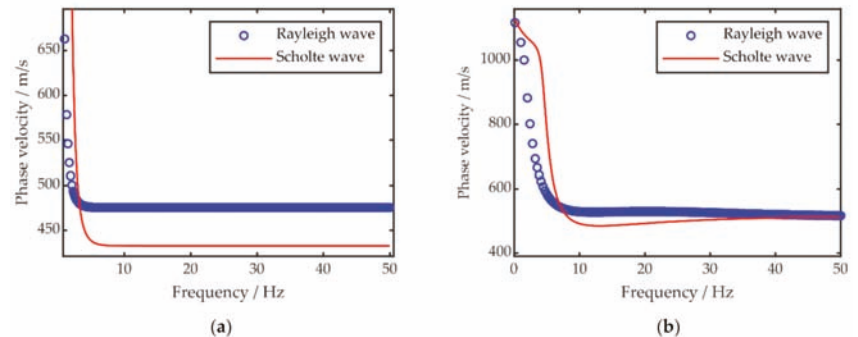 Rayleigh wave
Scholte wave
650
600
550
500
450
Phase velocity / m/s
10
20
30
40
50
Frequency / Hz
(a)
Rayleigh wave
Scholte wave
1000
800
600
400
Phase velocity / m/s
0
10
20
30
40
50
Frequency / Hz
(b)